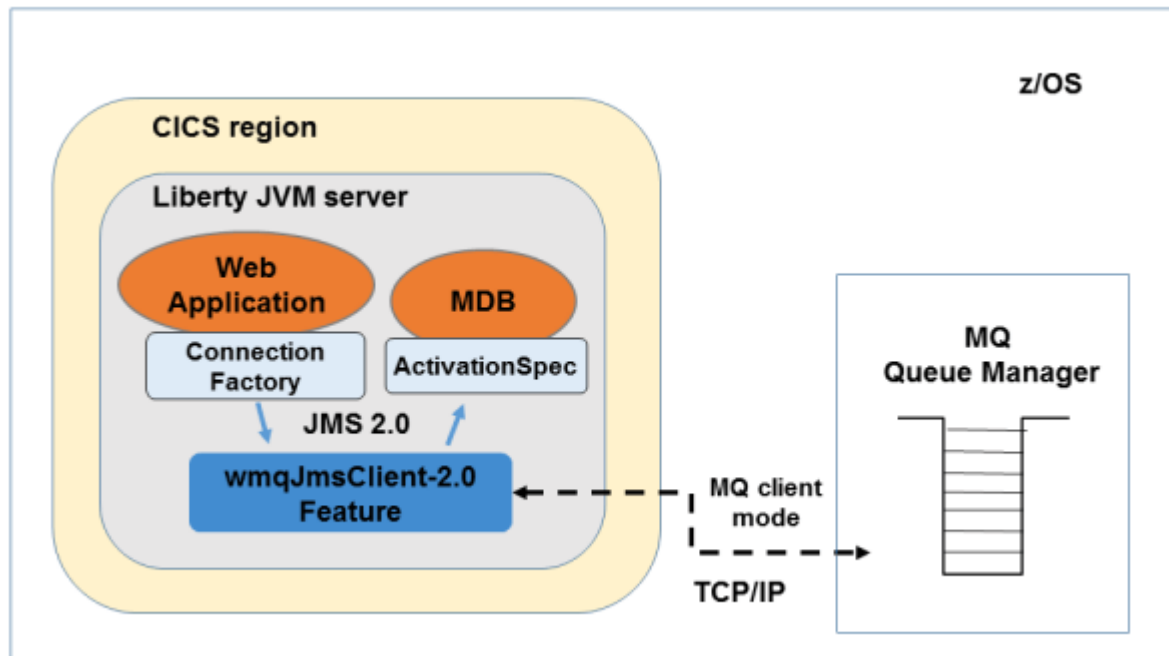 z/OS
CICS region
Liberty JVM server
Web
Application
MDB
Connection
Factory
ActivationSpec
JMS 2.0
wmqJmsClient-2.0
Feature
MQ client
mode
TCP/IP
MQ
Queue Manager